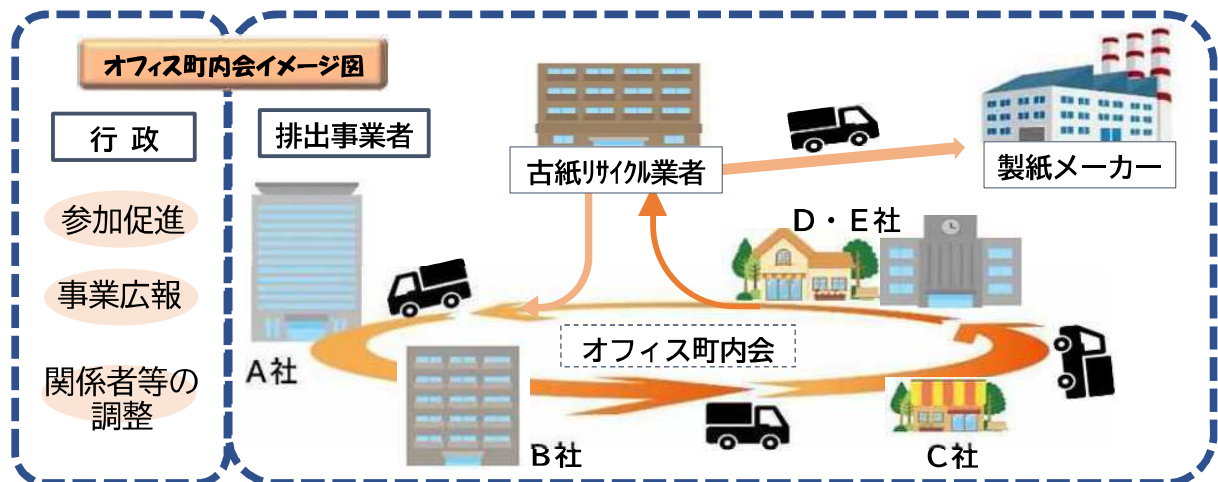 オフィス町内会イメージ図
行政
参加促進
事業広報
関係者等の
調整
排出事業者
古紙リサイクル業者
製紙メーカー
D・E社
オフィス町内会
A社
B社
C社